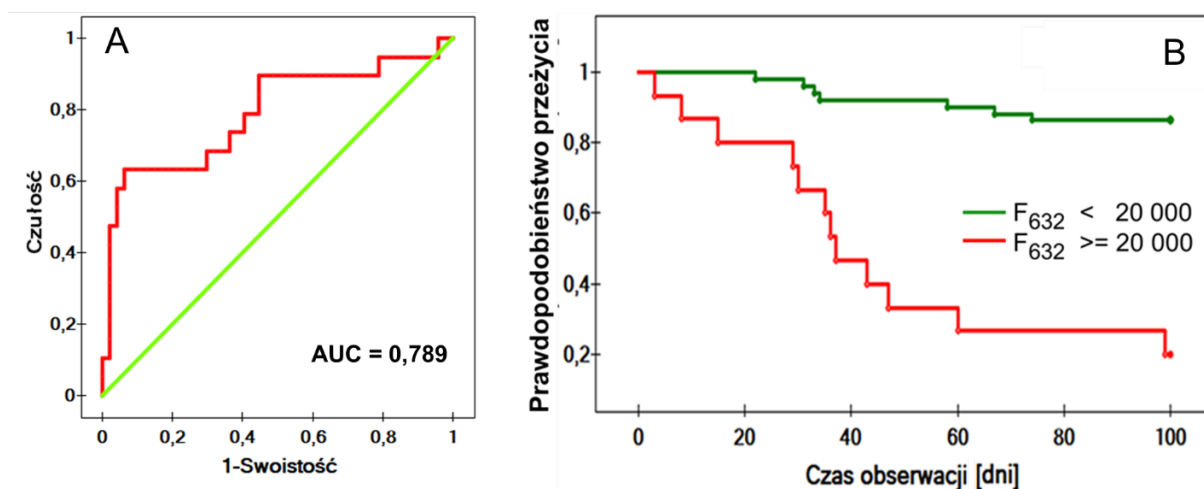 A
Czułość
1
0,8
0,6
0,4
0,2
0
AUC = 0,789
0 0,2 0,4 0,6 0,8 1
1-Swoistość
B
Prawdopodobieństwo przeżycia
1
0,8
0,6
0,4
0,2
F632 < 20 000
F632 >= 20 000
0 20 40 60 80 100
Czas obserwacji [dni]